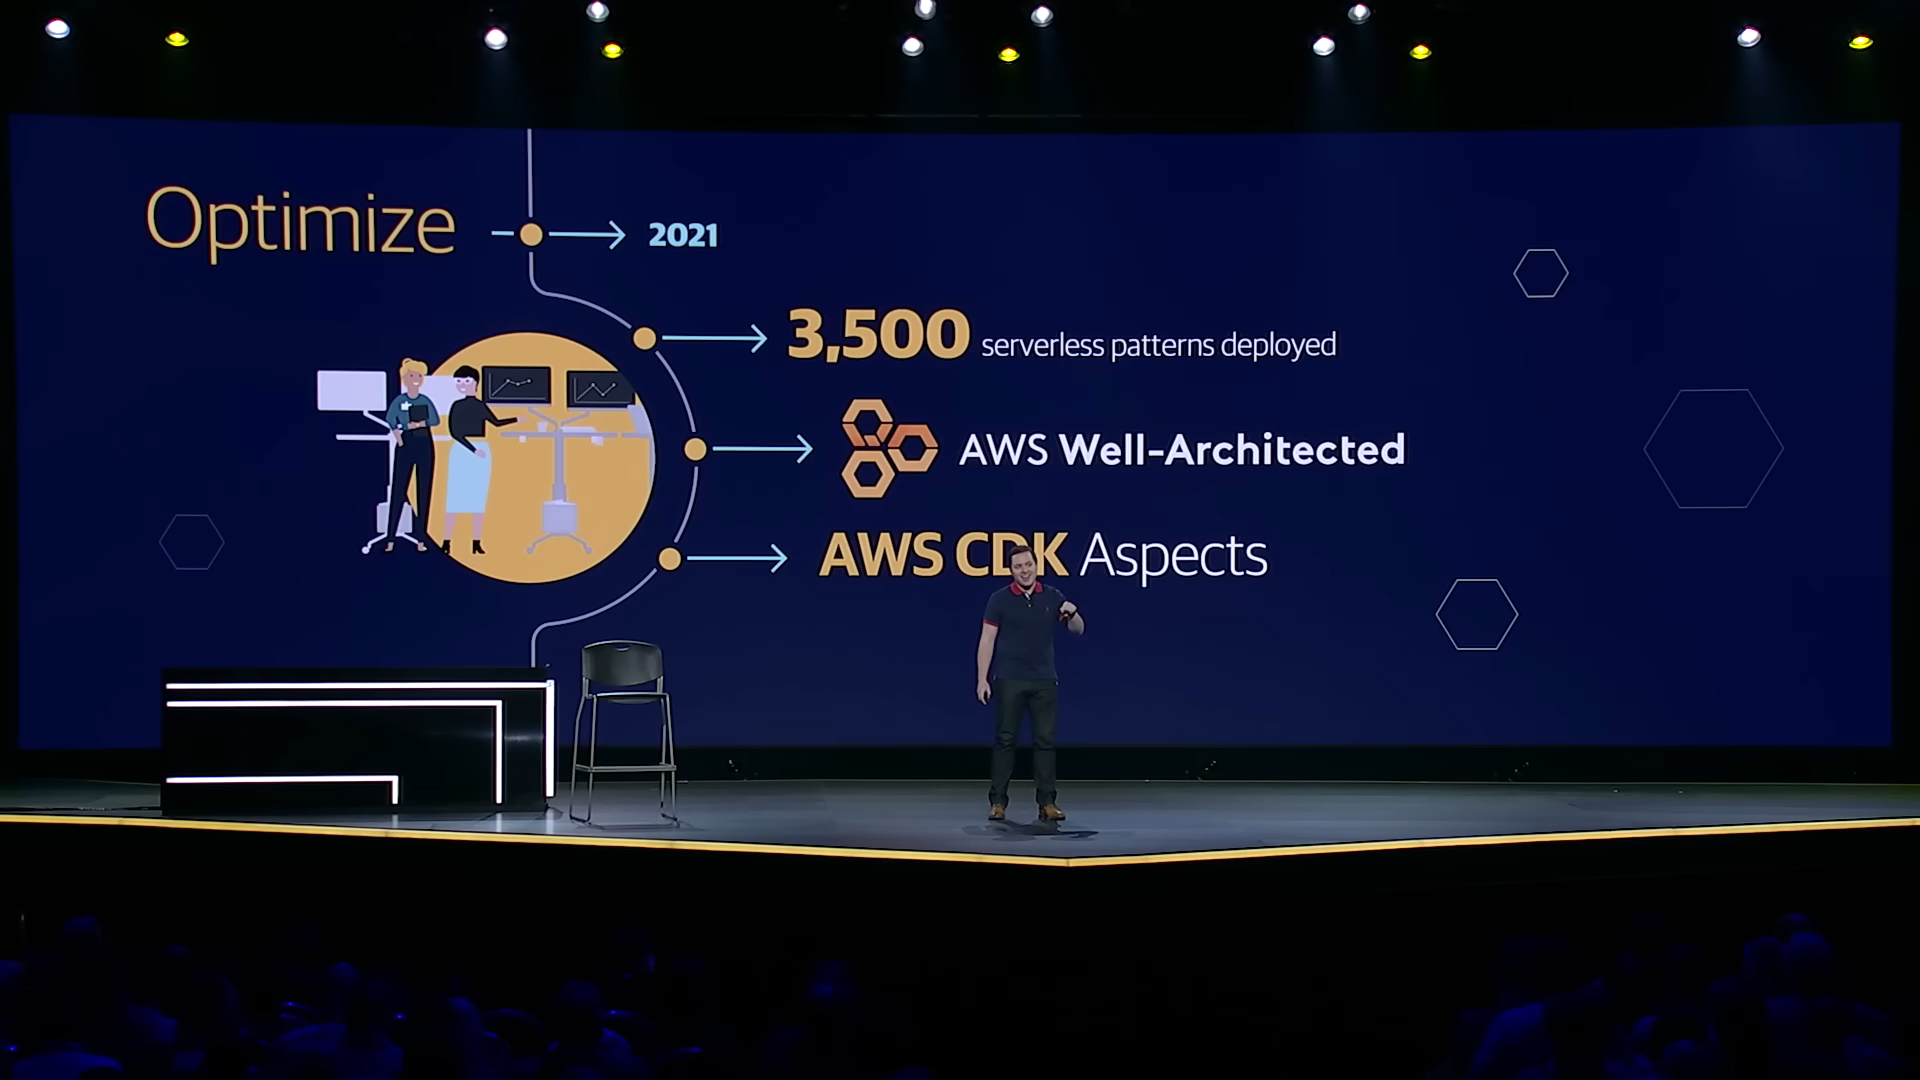 Optimize
2021
3,500 serverless patterns deployed
AWS Well-Architected
AWS CDK Aspects